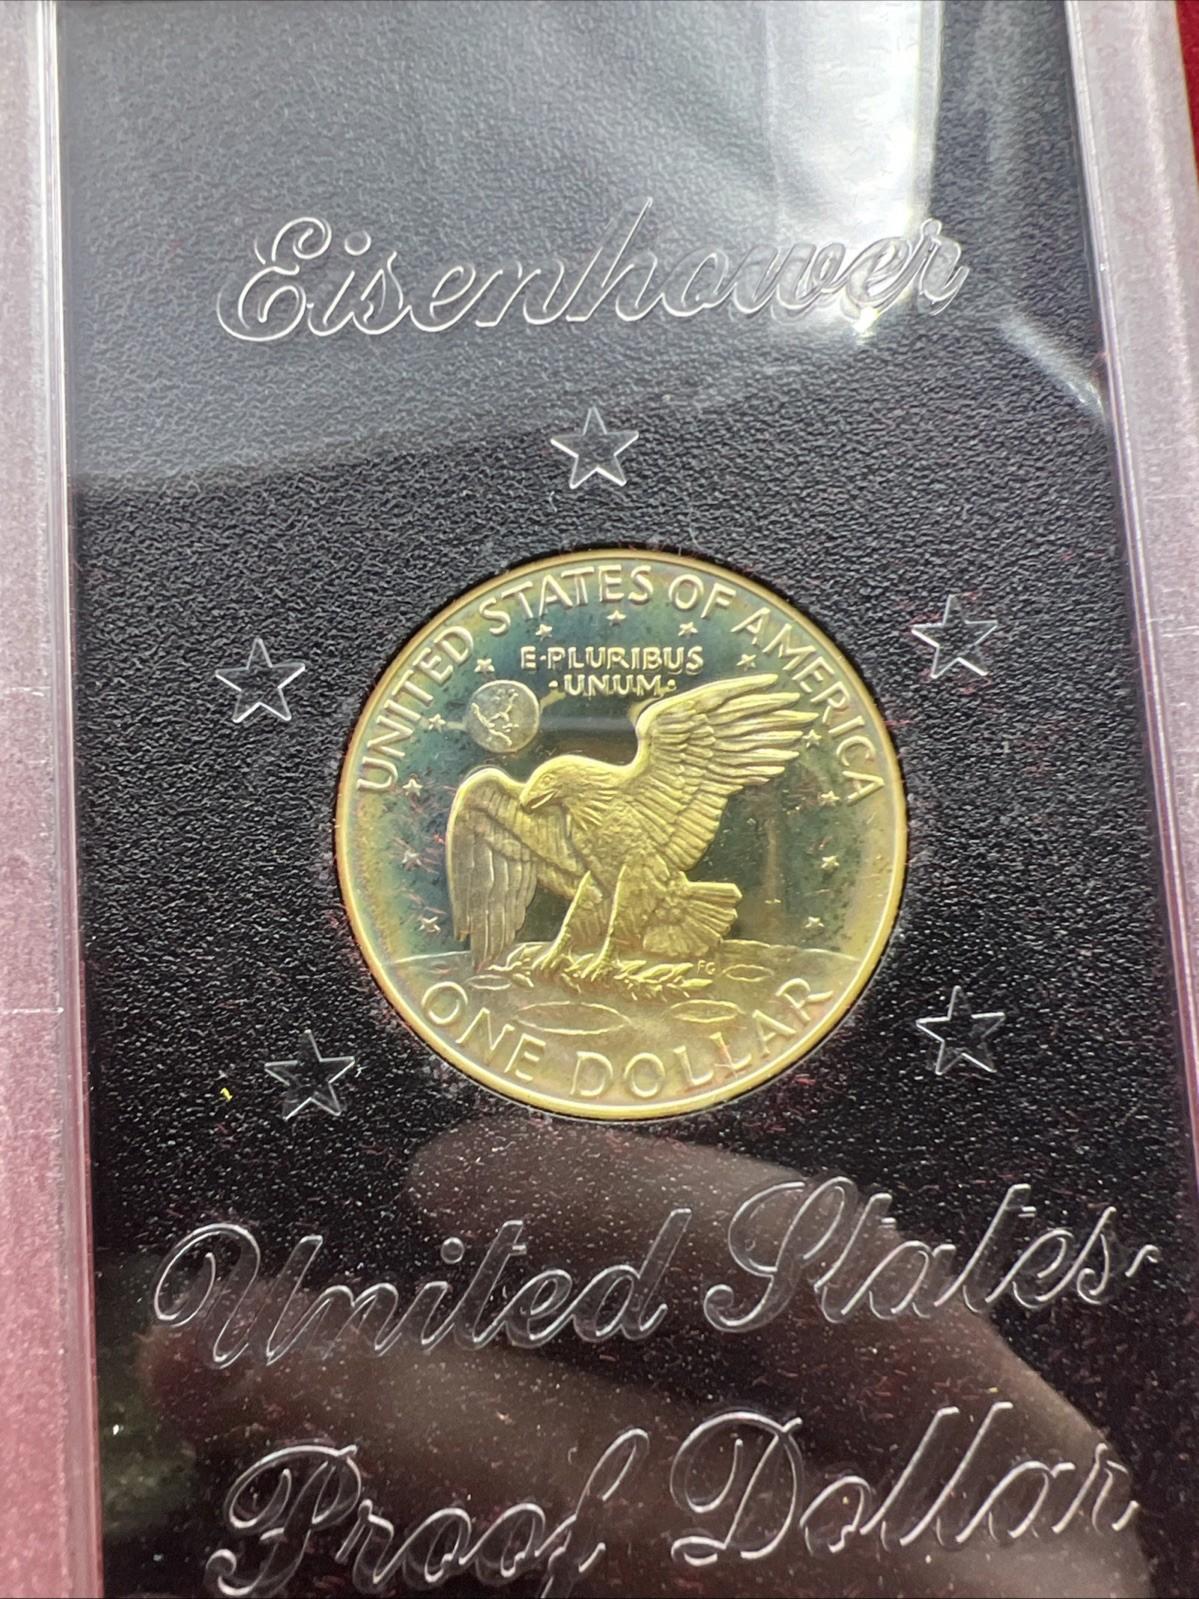 Eisenhower
UNITED STATES OF AMERICA
E·PLURIBUS
·UNUM·
FG
ONE DOLLAR
United States
Proof Dollar